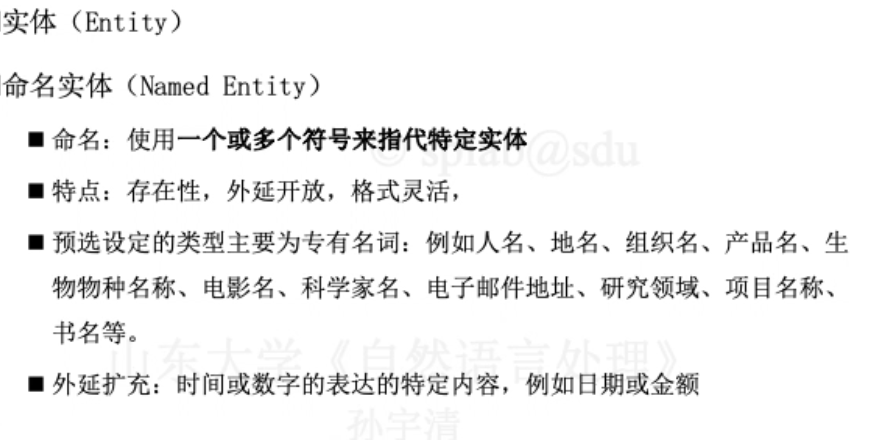 实体（Entity）
命名实体（Named Entity）
■ 命名：使用一个或多个符号来指代特定实体
© splab@sdu
■ 特点：存在性，外延开放，格式灵活，
■ 预选设定的类型主要为专有名词：例如人名、地名、组织名、产品名、生
物物种名称、电影名、科学家名、电子邮件地址、研究领域、项目名称、
书名等。
山东大学《自然语言处理》
■ 外延扩充：时间或数字的表达的特定内容，例如日期或金额
孙宇清